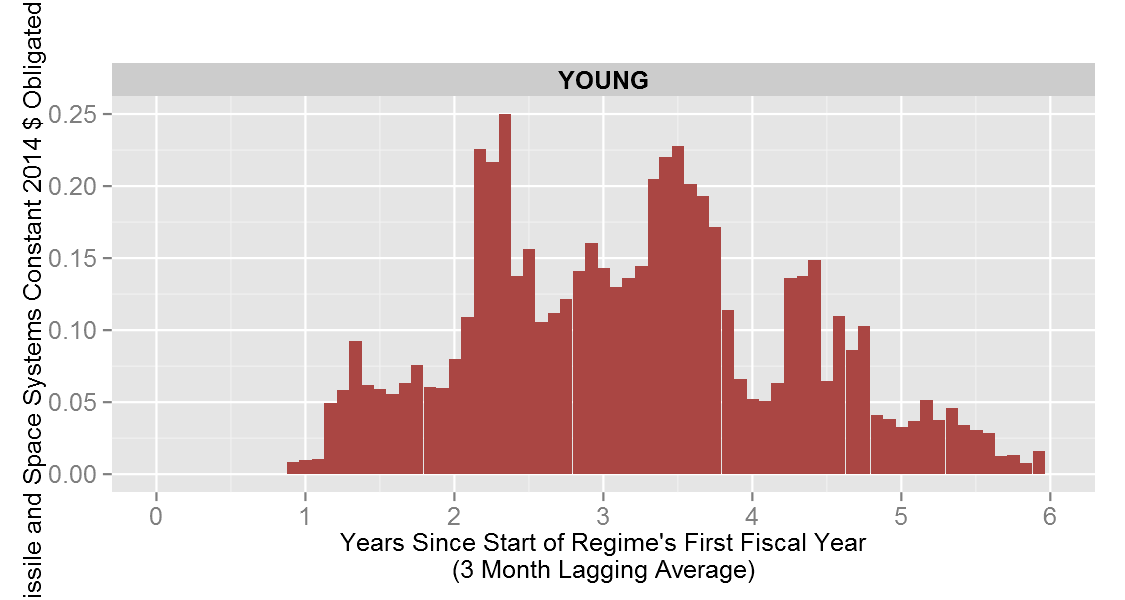 YOUNG
issile and Space Systems Constant 2014 $ Obligated
0.25
0.20
0.15
0.10
0.05
0.00
0 1 2 3 4 5 6
Years Since Start of Regime's First Fiscal Year
(3 Month Lagging Average)